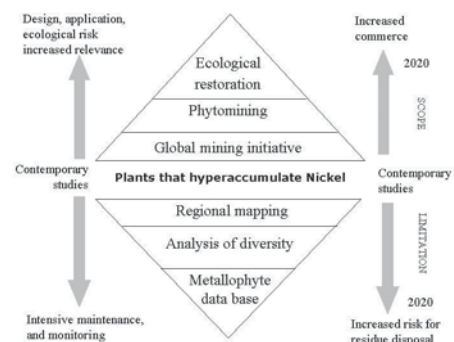 Design, application,
ecological risk
increased relevance
Increased
commerce
2020
SCOPE
Ecological
restoration
Phytomining
Global mining initiative
Contemporary
studies
Plants that hyperaccumulate Nickel
Contemporary
studies
Regional mapping
Analysis of diversity
Metallophyte
data base
LIMITATION
2020
Intensive maintenance,
and monitoring
Increased risk for
residue disposal